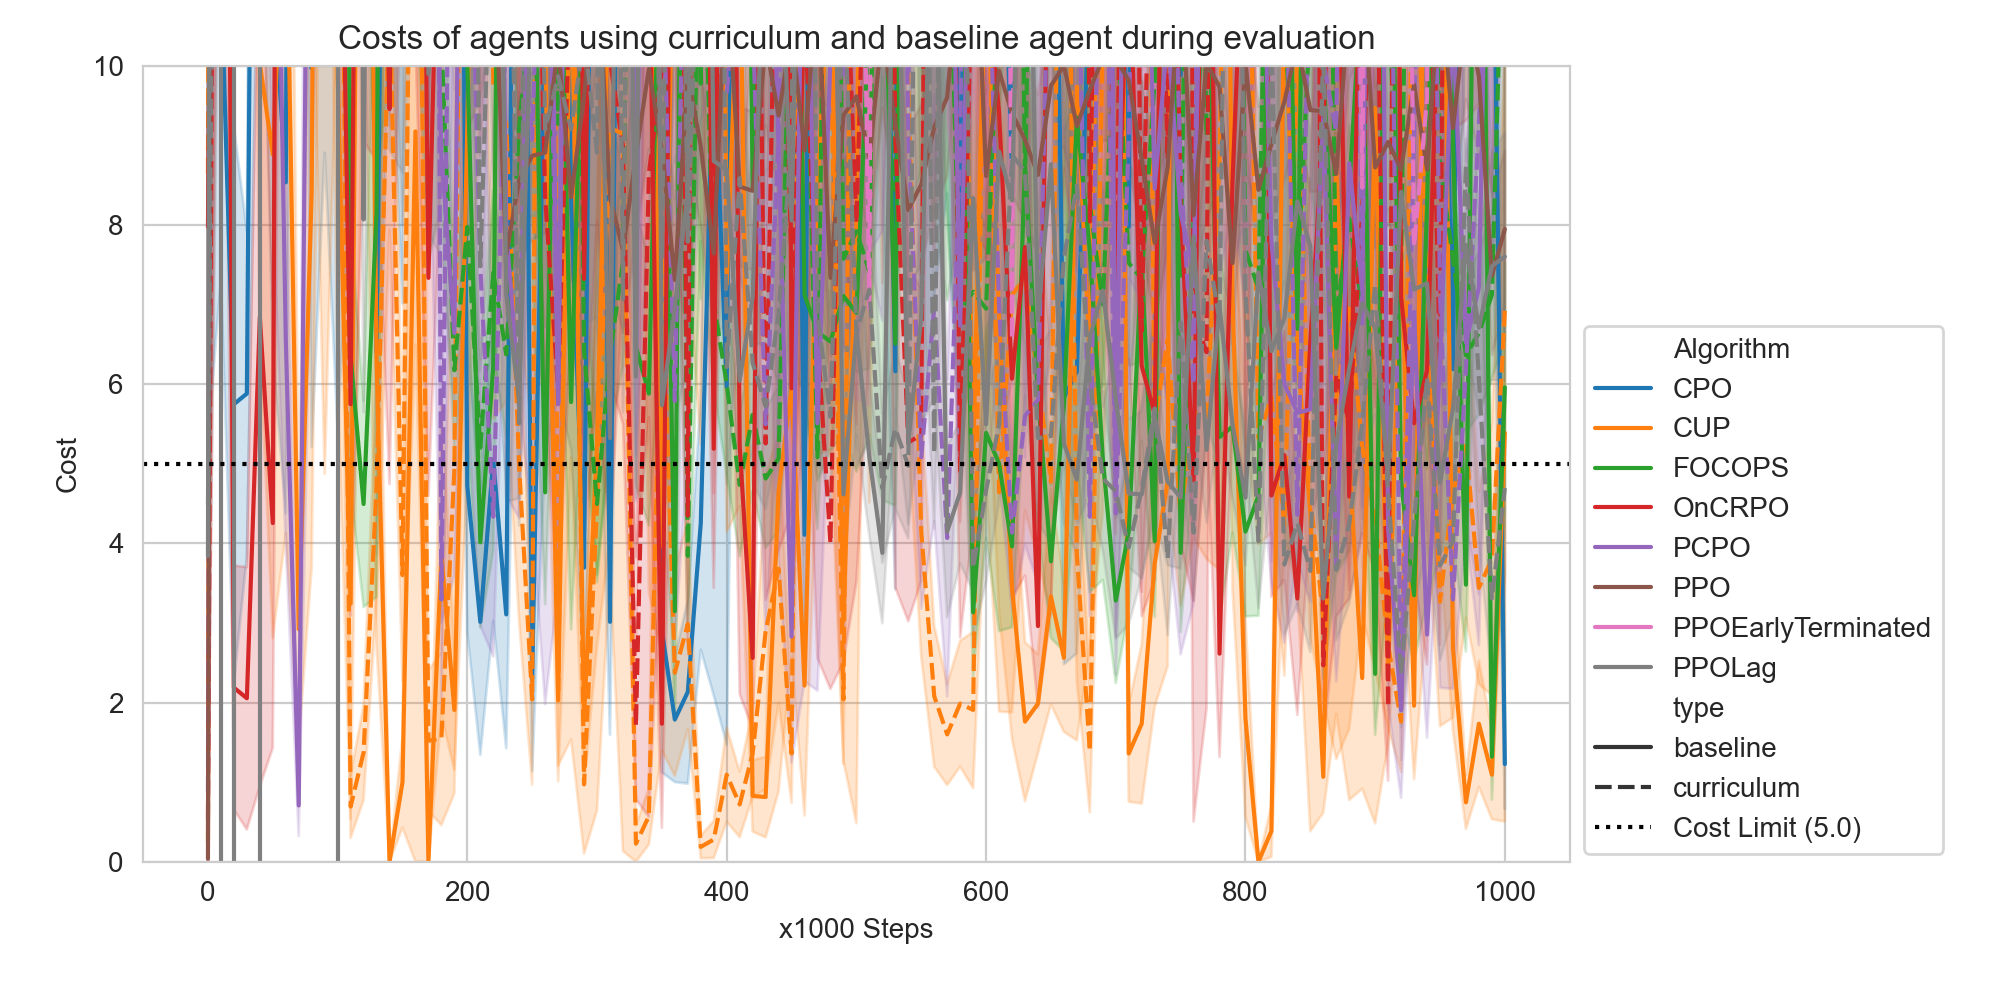 Costs of agents using curriculum and baseline agent during evaluation
10
8
6
4
2
0
Cost
0 200 400 600 800 1000
x1000 Steps
Algorithm
CPO
CUP
FOCOPS
OnCRPO
PCPO
PPO
PPOEarlyTerminated
PPOLag
type
baseline
curriculum
Cost Limit (5.0)